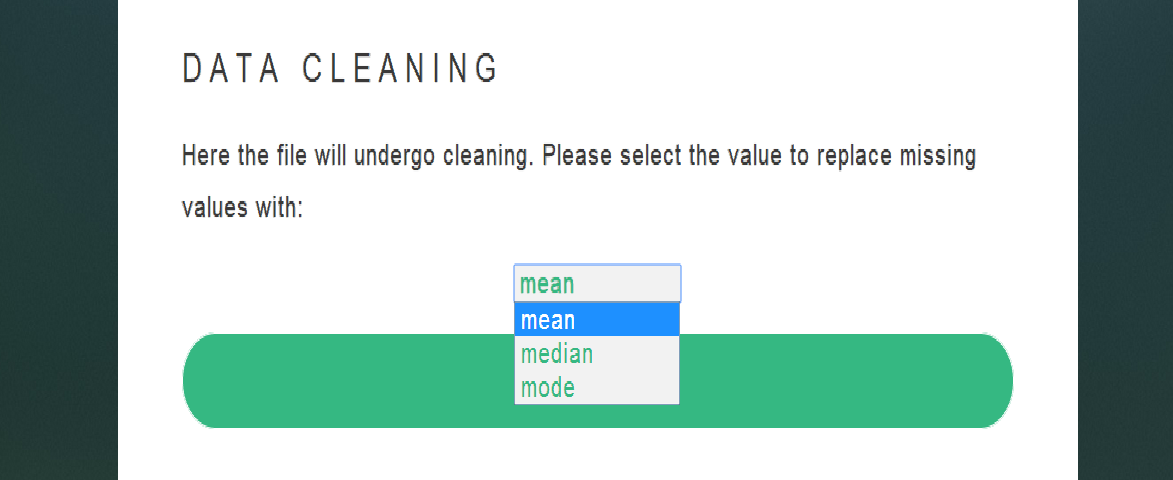 DATA CLEANING
Here the file will undergo cleaning. Please select the value to replace missing
values with:
mean
mean
median
mode